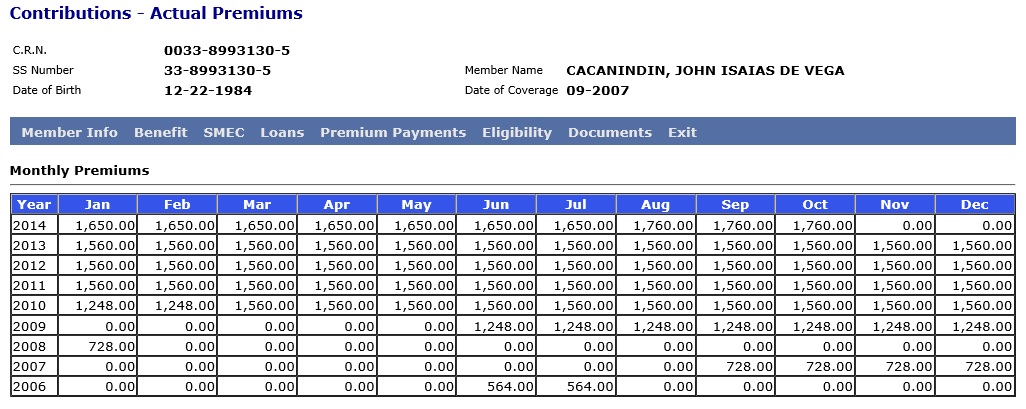 Contributions - Actual Premiums
C.R.N. 0033-8993130-5
SS Number 33-8993130-5 Member Name CACANINDIN, JOHN ISAIAS DE VEGA
Date of Birth 12-22-1984 Date of Coverage 09-2007
Member Info Benefit SMEC Loans Premium Payments Eligibility Documents Exit
Monthly Premiums
Year Jan Feb Mar Apr May Jun Jul Aug Sep Oct Nov Dec
2014 1,650.00 1,650.00 1,650.00 1,650.00 1,650.00 1,650.00 1,650.00 1,760.00 1,760.00 1,760.00 0.00 0.00
2013 1,560.00 1,560.00 1,560.00 1,560.00 1,560.00 1,560.00 1,560.00 1,560.00 1,560.00 1,560.00 1,560.00 1,560.00
2012 1,560.00 1,560.00 1,560.00 1,560.00 1,560.00 1,560.00 1,560.00 1,560.00 1,560.00 1,560.00 1,560.00 1,560.00
2011 1,560.00 1,560.00 1,560.00 1,560.00 1,560.00 1,560.00 1,560.00 1,560.00 1,560.00 1,560.00 1,560.00 1,560.00
2010 1,248.00 1,248.00 1,560.00 1,560.00 1,560.00 1,560.00 1,560.00 1,560.00 1,560.00 1,560.00 1,560.00 1,560.00
2009 0.00 0.00 0.00 0.00 0.00 1,248.00 1,248.00 1,248.00 1,248.00 1,248.00 1,248.00 1,248.00
2008 728.00 0.00 0.00 0.00 0.00 0.00 0.00 0.00 0.00 0.00 0.00 0.00
2007 0.00 0.00 0.00 0.00 0.00 0.00 0.00 0.00 728.00 728.00 728.00 728.00
2006 0.00 0.00 0.00 0.00 0.00 564.00 564.00 0.00 0.00 0.00 0.00 0.00